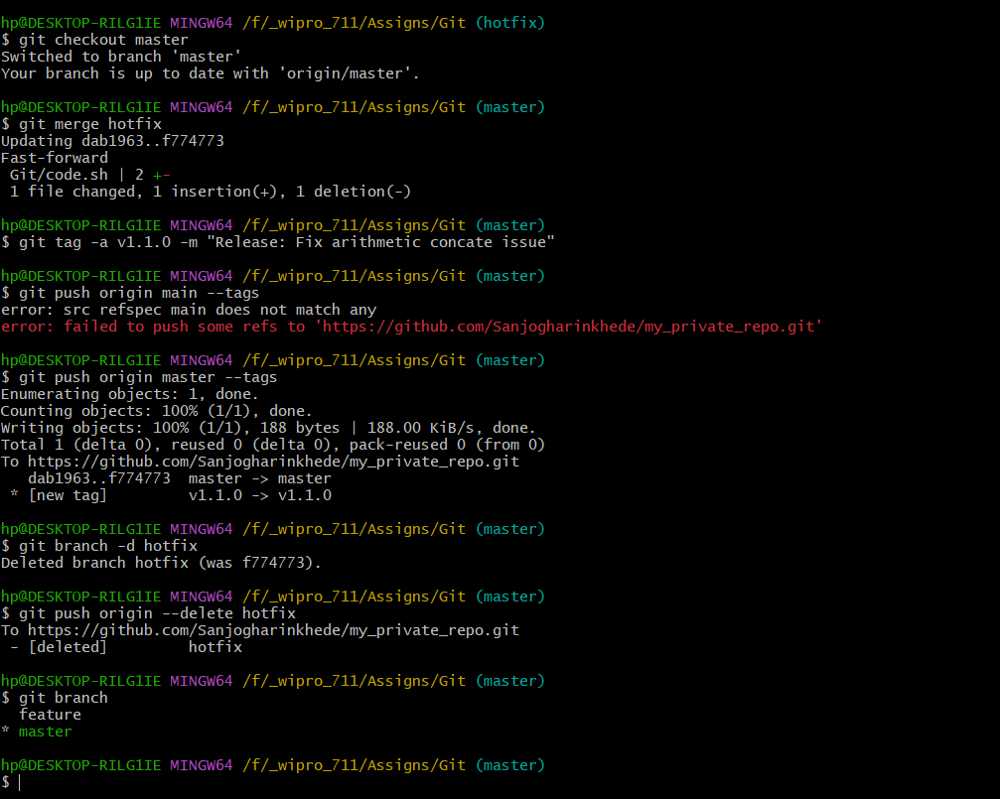 hp@DESKTOP-RILG1IE MINGW64 /f/_wipro_711/Assigns/Git (hotfix)
$ git checkout master
Switched to branch 'master'
Your branch is up to date with 'origin/master'.
hp@DESKTOP-RILG1IE MINGW64 /f/_wipro_711/Assigns/Git (master)
$ git merge hotfix
Updating dab1963..f774773
Fast-forward
 Git/code.sh | 2 +-
 1 file changed, 1 insertion(+), 1 deletion(-)
hp@DESKTOP-RILG1IE MINGW64 /f/_wipro_711/Assigns/Git (master)
$ git tag -a v1.1.0 -m "Release: Fix arithmetic concate issue"
hp@DESKTOP-RILG1IE MINGW64 /f/_wipro_711/Assigns/Git (master)
$ git push origin main --tags
error: src refspec main does not match any
error: failed to push some refs to 'https://github.com/Sanjogharinkhede/my_private_repo.git'
hp@DESKTOP-RILG1IE MINGW64 /f/_wipro_711/Assigns/Git (master)
$ git push origin master --tags
Enumerating objects: 1, done.
Counting objects: 100% (1/1), done.
Writing objects: 100% (1/1), 188 bytes | 188.00 KiB/s, done.
Total 1 (delta 0), reused 0 (delta 0), pack-reused 0 (from 0)
To https://github.com/Sanjogharinkhede/my_private_repo.git
   dab1963..f774773  master -> master
 * [new tag]         v1.1.0 -> v1.1.0
hp@DESKTOP-RILG1IE MINGW64 /f/_wipro_711/Assigns/Git (master)
$ git branch -d hotfix
Deleted branch hotfix (was f774773).
hp@DESKTOP-RILG1IE MINGW64 /f/_wipro_711/Assigns/Git (master)
$ git push origin --delete hotfix
To https://github.com/Sanjogharinkhede/my_private_repo.git
 - [deleted]         hotfix
hp@DESKTOP-RILG1IE MINGW64 /f/_wipro_711/Assigns/Git (master)
$ git branch
  feature
* master
hp@DESKTOP-RILG1IE MINGW64 /f/_wipro_711/Assigns/Git (master)
$